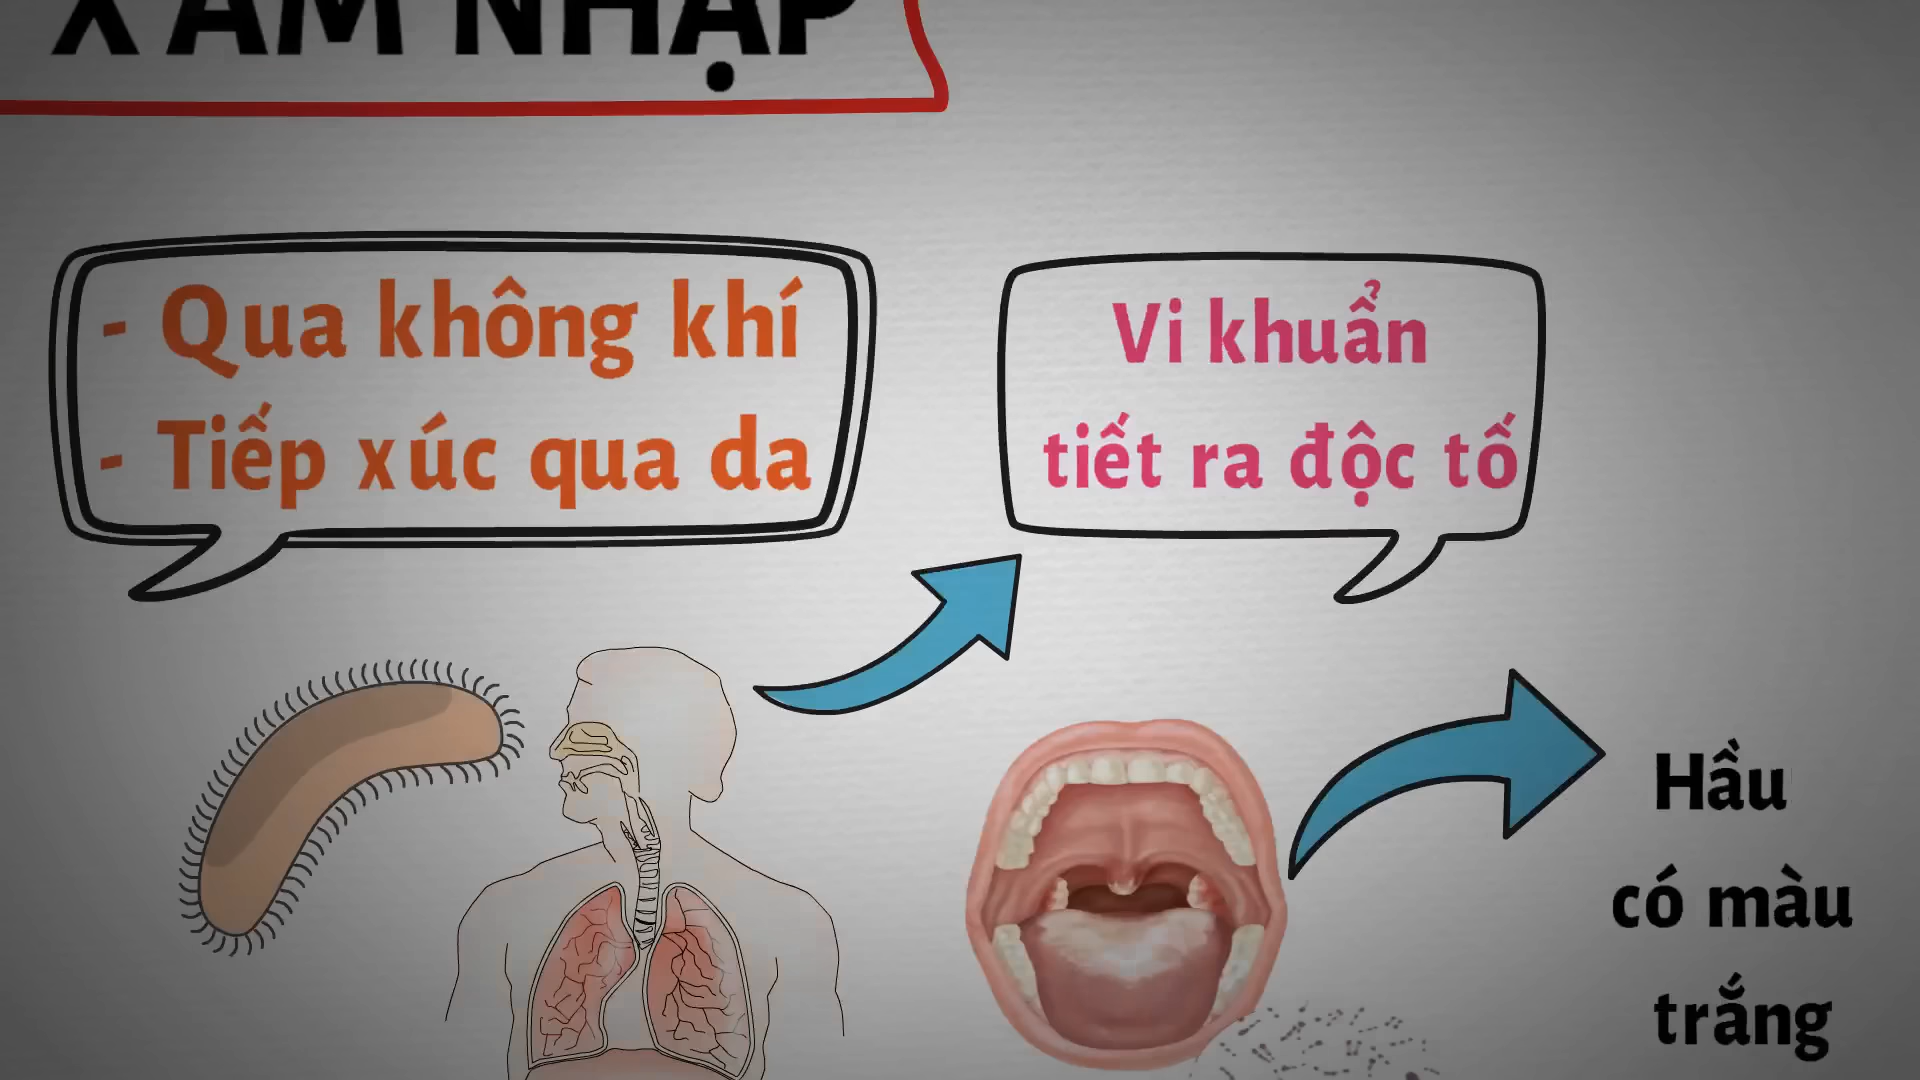 XÂM NHẬP
- Qua không khí
- Tiếp xúc qua da
Vi khuẩn
tiết ra độc tố
Hầu
có màu
trắng